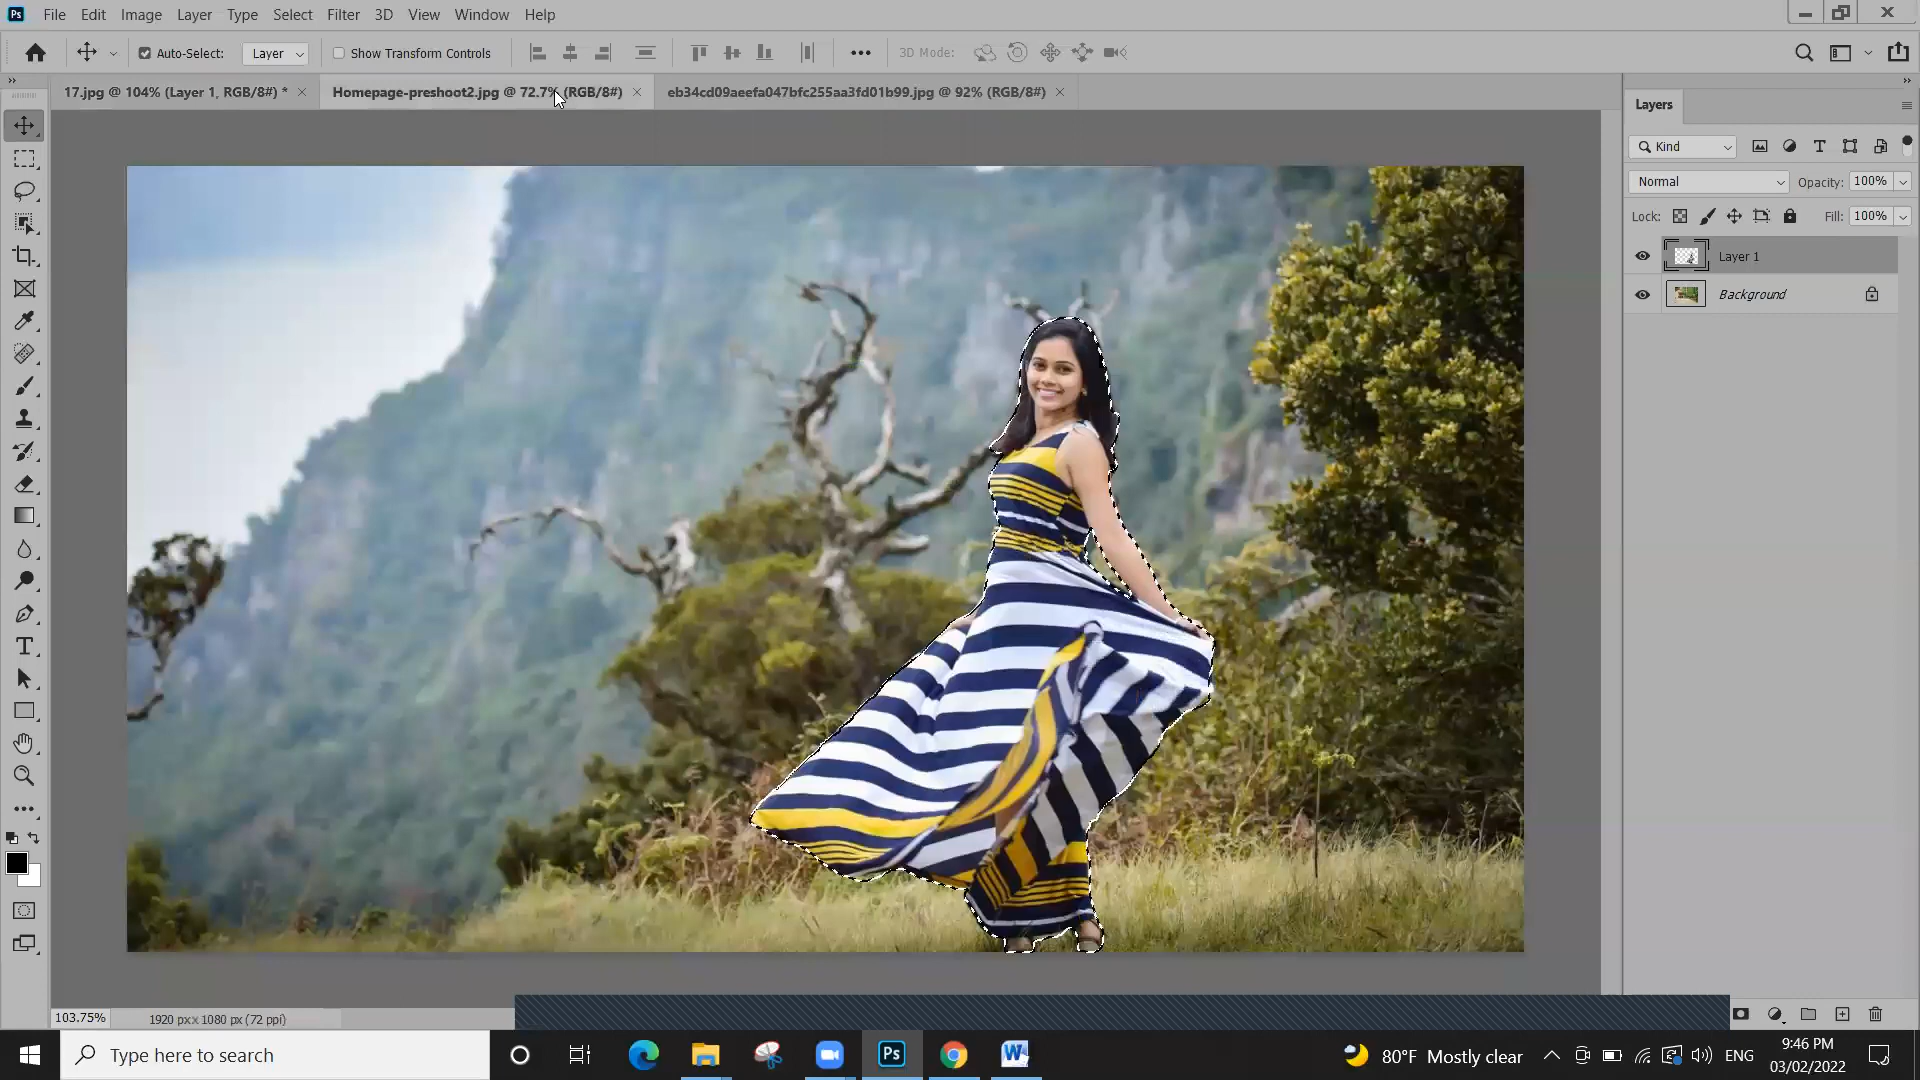 Ps File Edit Image Layer Type Select Filter 3D View Window Help
Auto-Select: Layer Show Transform Controls 3D Mode:
17.jpg @ 104% (Layer 1, RGB/8#) * Homepage-preshoot2.jpg @ 72.7% (RGB/8#) eb34cd09aeefa047bfc255aa3fd01b99.jpg @ 92% (RGB/8#)
Layers
Kind
Normal Opacity: 100%
Lock: Fill: 100%
Layer 1
Background
103.75% 1920 px x 1080 px (72 ppi)
Type here to search Ps W 80°F Mostly clear ENG 9:46 PM
03/02/2022